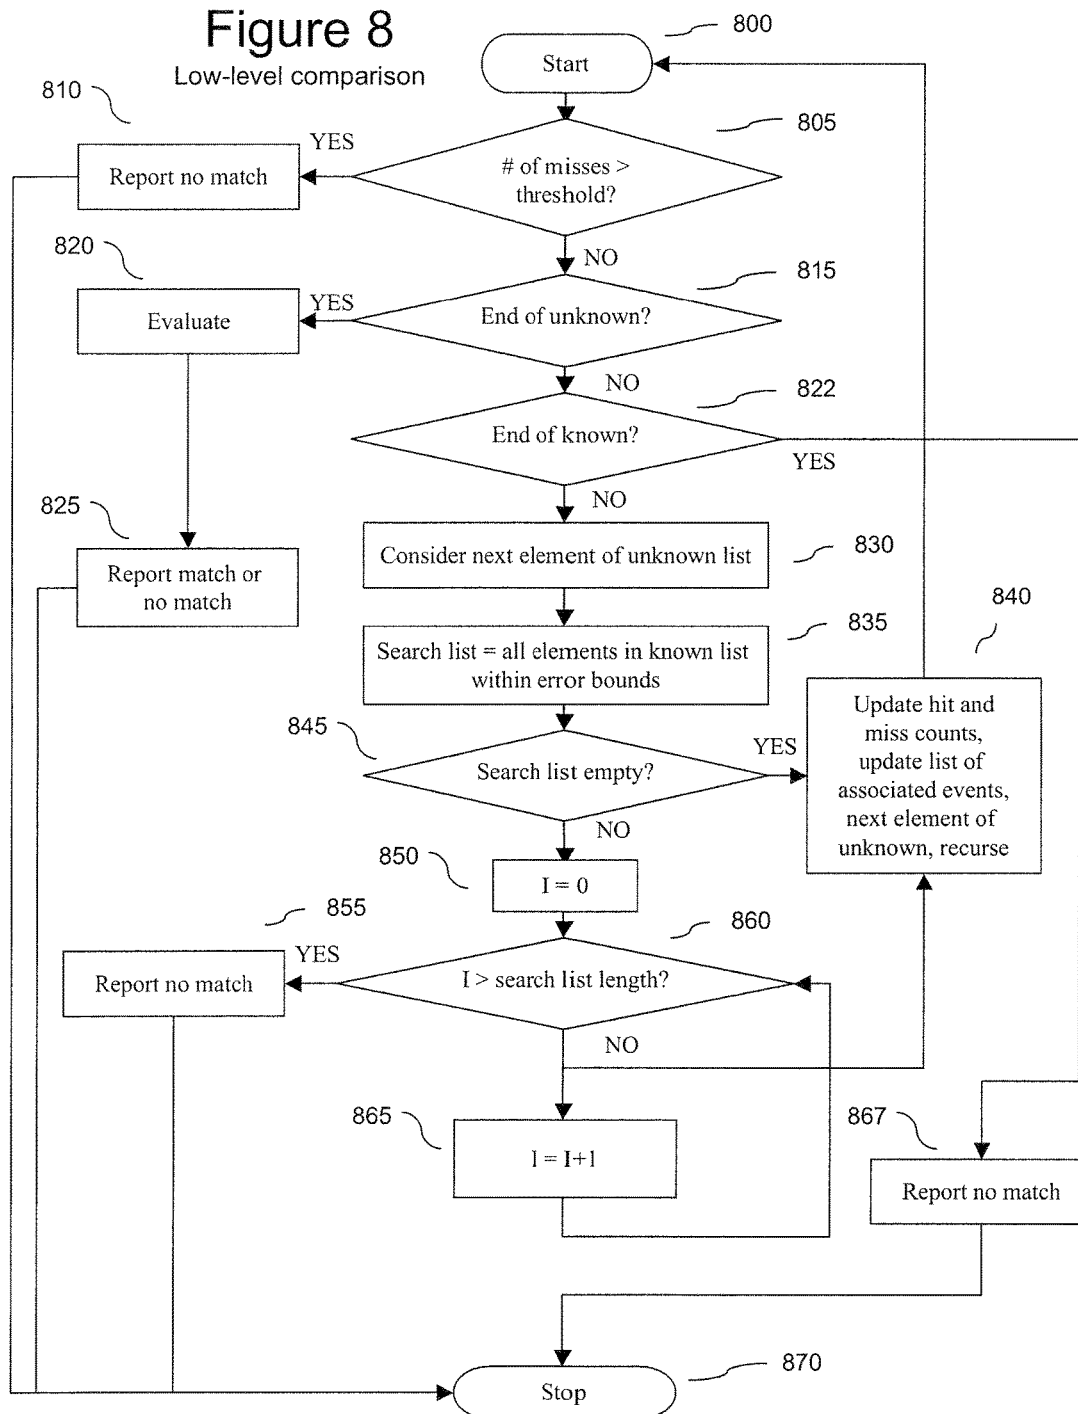 Figure 8
Low-level comparison
800
Start
805
# of misses >
threshold?
YES
810
Report no match
NO
815
End of unknown?
YES
820
Evaluate
NO
822
End of known?
YES
825
Report match or
no match
NO
830
Consider next element of unknown list
835
Search list = all elements in known list
within error bounds
840
Update hit and
miss counts,
update list of
associated events,
next element of
unknown, recurse
845
Search list empty?
YES
NO
850
I = 0
855
Report no match
YES
860
I > search list length?
NO
865
I = I+1
867
Report no match
870
Stop